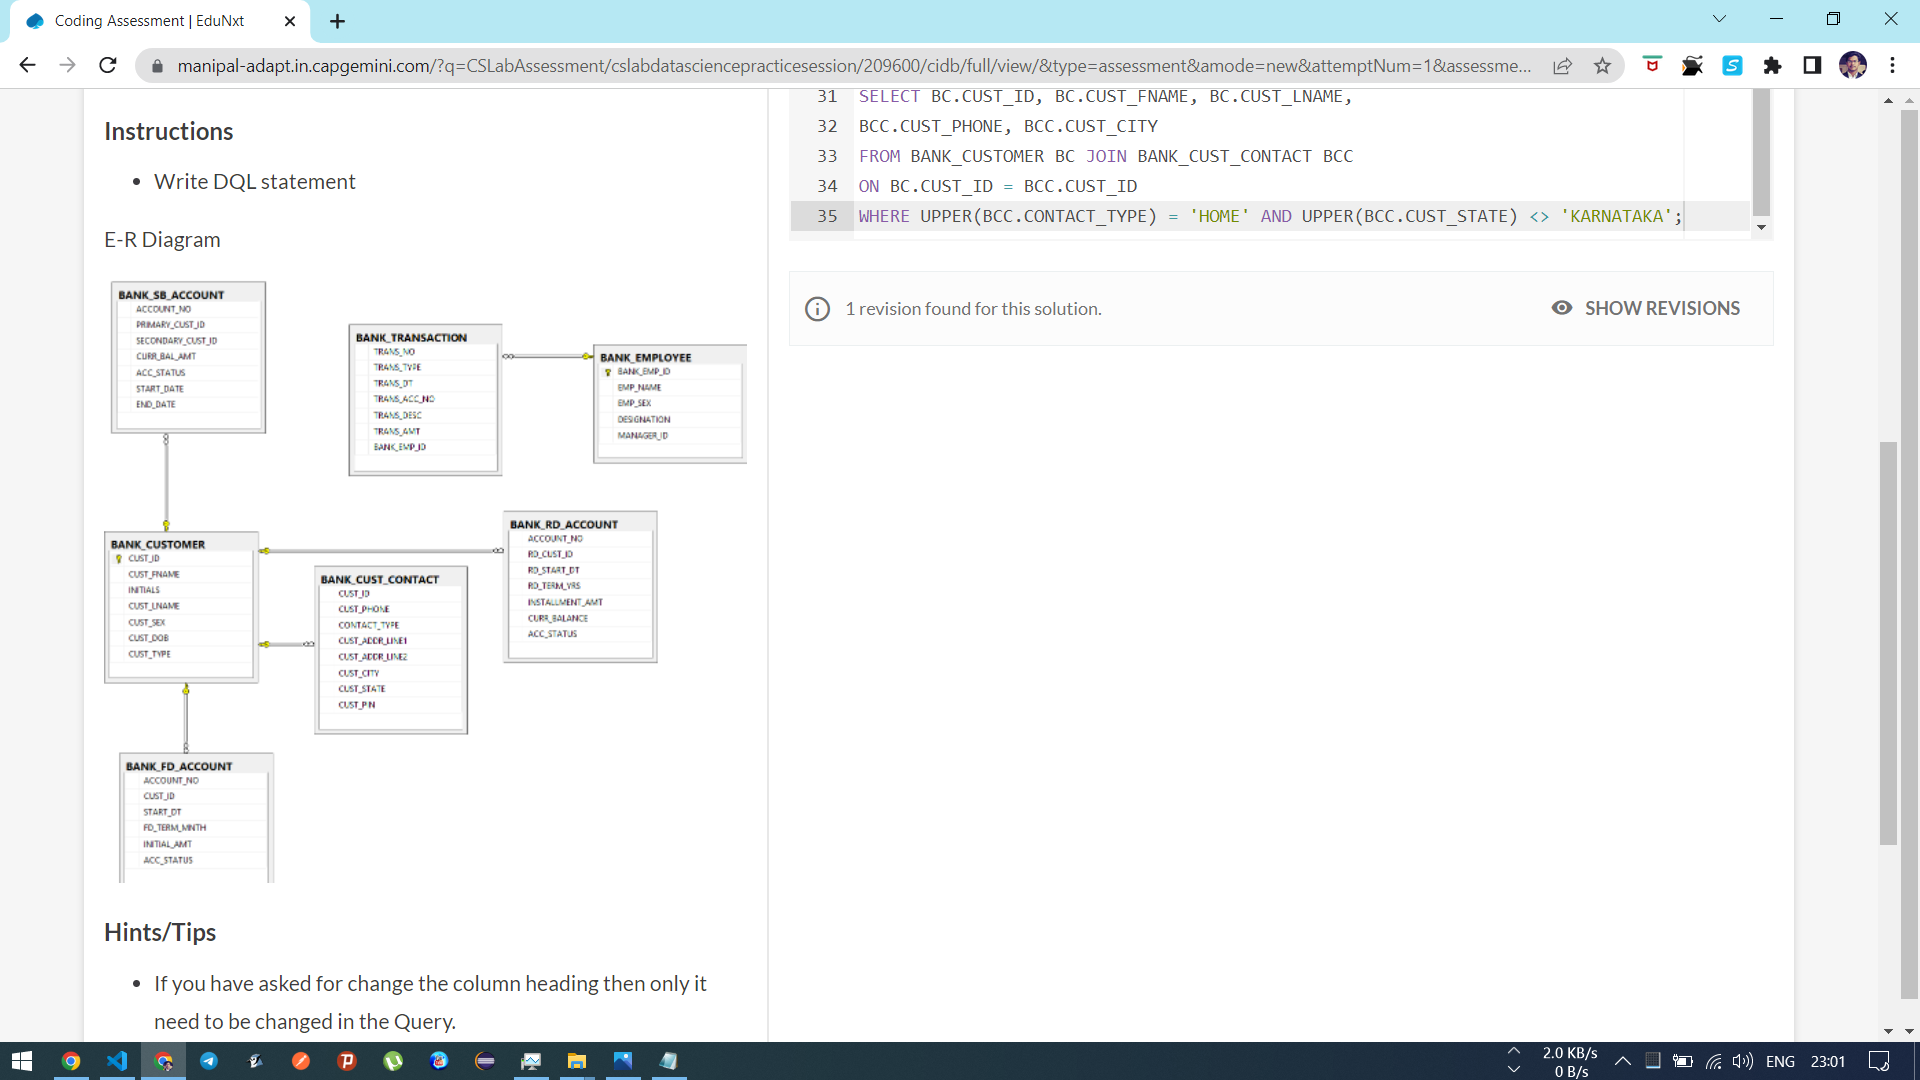 Coding Assessment | EduNxt
manipal-adapt.in.capgemini.com/?q=CSLabAssessment/cslabdatasciencepracticesession/209600/cidb/full/view/&type=assessment&amode=new&attemptNum=1&assessme...
Instructions
• Write DQL statement
E-R Diagram
BANK_SB_ACCOUNT
ACCOUNT_NO
PRIMARY_CUST_ID
SECONDARY_CUST_ID
CURR_BAL_AMT
ACC_STATUS
START_DATE
END_DATE
BANK_TRANSACTION
TRANS_NO
TRANS_TYPE
TRANS_DT
TRANS_ACC_NO
TRANS_DESC
TRANS_AMT
BANK_EMP_ID
BANK_EMPLOYEE
BANK_EMP_ID
EMP_NAME
EMP_SEX
DESIGNATION
MANAGER_ID
BANK_CUSTOMER
CUST_ID
CUST_FNAME
INITIALS
CUST_LNAME
CUST_SEX
CUST_DOB
CUST_TYPE
BANK_CUST_CONTACT
CUST_ID
CUST_PHONE
CONTACT_TYPE
CUST_ADDR_LINE1
CUST_ADDR_LINE2
CUST_CITY
CUST_STATE
CUST_PIN
BANK_RD_ACCOUNT
ACCOUNT_NO
RD_CUST_ID
RD_START_DT
RD_TERM_YRS
INSTALLMENT_AMT
CURR_BALANCE
ACC_STATUS
BANK_FD_ACCOUNT
ACCOUNT_NO
CUST_ID
START_DT
FD_TERM_MNTH
INITIAL_AMT
ACC_STATUS
Hints/Tips
• If you have asked for change the column heading then only it
need to be changed in the Query.
31 SELECT BC.CUST_ID, BC.CUST_FNAME, BC.CUST_LNAME,
32 BCC.CUST_PHONE, BCC.CUST_CITY
33 FROM BANK_CUSTOMER BC JOIN BANK_CUST_CONTACT BCC
34 ON BC.CUST_ID = BCC.CUST_ID
35 WHERE UPPER(BCC.CONTACT_TYPE) = 'HOME' AND UPPER(BCC.CUST_STATE) <> 'KARNATAKA';
1 revision found for this solution.
SHOW REVISIONS
2.0 KB/s
0 B/s
ENG
23:01